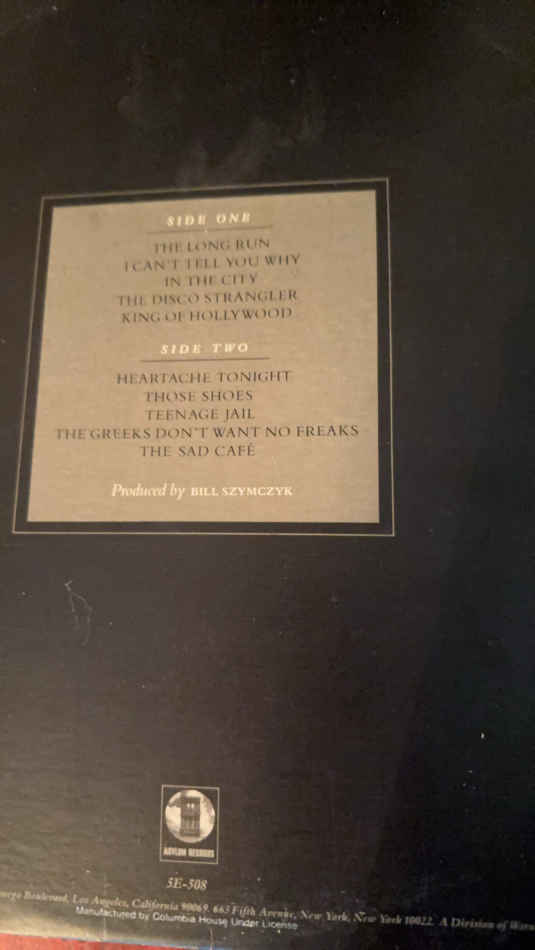 SIDE ONE
THE LONG RUN
I CAN'T TELL YOU WHY
IN THE CITY
THE DISCO STRANGLER
KING OF HOLLYWOOD
SIDE TWO
HEARTACHE TONIGHT
THOSE SHOES
TEENAGE JAIL
THE GREEKS DON'T WANT NO FREAKS
THE SAD CAFÉ
Produced by BILL SZYMCZYK
ASYLUM RECORDS
5E-508
Boulevard, Los Angeles, California 90069. 665 Fifth Avenue, New York, New York 10022. A Division of
Manufactured by Columbia House Under License